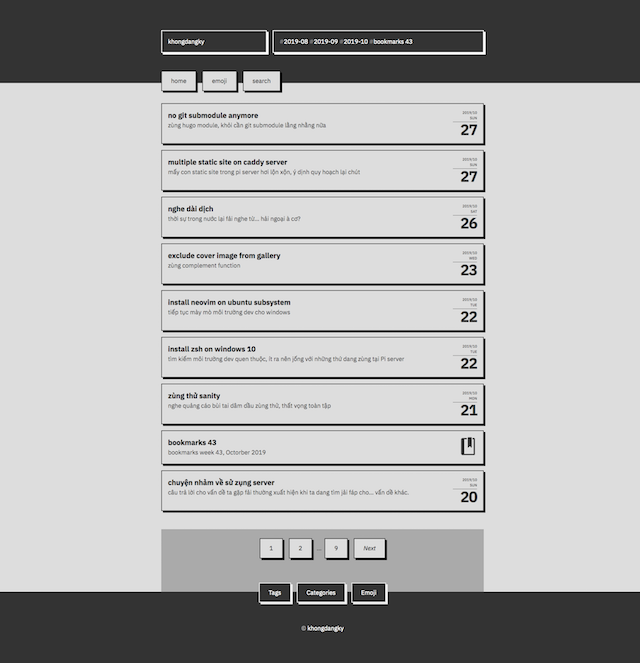 khongdangky
#2019-08 #2019-09 #2019-10 #bookmarks 43
home emoji search
no git submodule anymore
zùng hugo module, khỏi cần git submodule lằng nhằng nữa
2019/10
SUN
27
multiple static site on caddy server
mấy con static site trong pi server hơi lộn xộn, ý dịnh quy hoạch lại chút
2019/10
SUN
27
nghe dài dịch
thời sự trong nước lại fải nghe từ... hải ngoại à cơ?
2019/10
SAT
26
exclude cover image from gallery
zùng complement function
2019/10
WED
23
install neovim on ubuntu subsystem
tiếp tục mày mò môi trường dev cho windows
2019/10
TUE
22
install zsh on windows 10
tìm kiếm môi trường dev quen thuộc, ít ra nên jống với những thứ dang zùng tại Pi server
2019/10
TUE
22
zùng thử sanity
nghe quảng cáo bùi tai dâm dầu zùng thử, thất vọng toàn tập
2019/10
MON
21
bookmarks 43
bookmarks week 43, Octorber 2019
chuyện nhảm về sử zụng server
câu trả lời cho vấn dề ta gặp fải thường xuất hiện khi ta dang tìm jải fáp cho... vấn dề khác.
2019/10
SUN
20
1 2 ... 9 Next
Tags Categories Emoji
© khongdangky